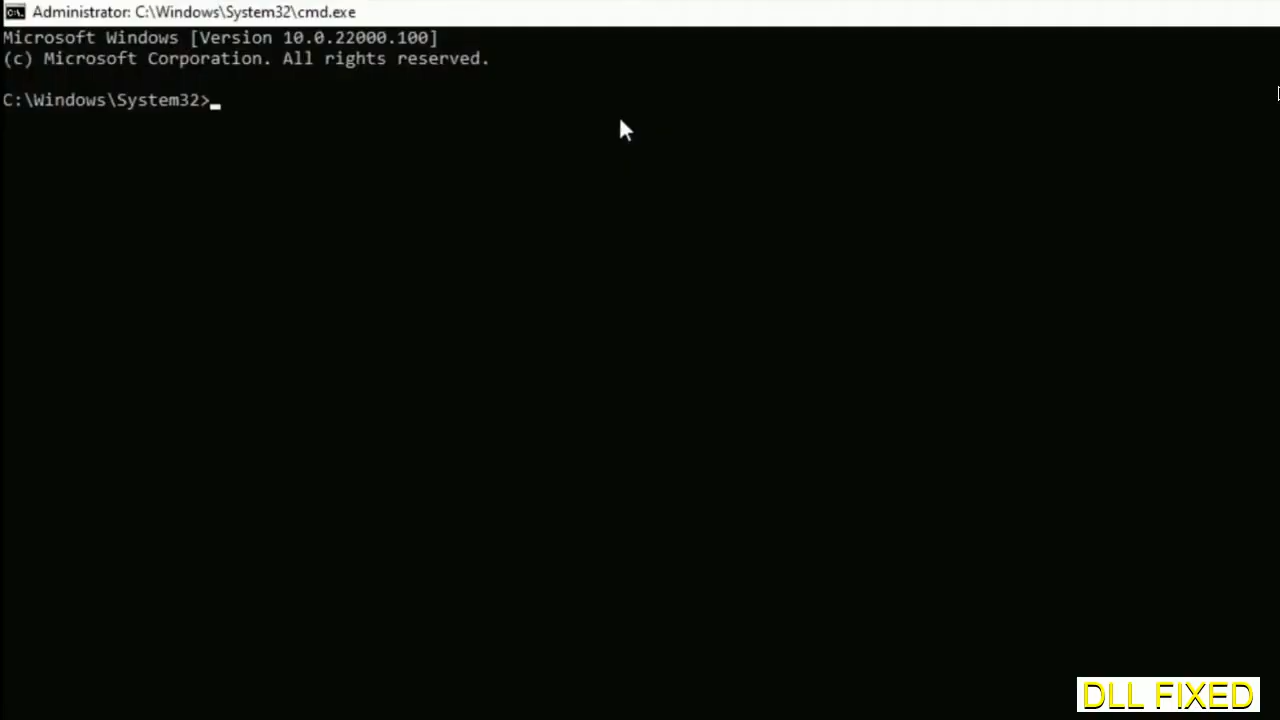 Administrator: C:\Windows\System32\cmd.exe
Microsoft Windows [Version 10.0.22000.100]
(c) Microsoft Corporation. All rights reserved.
C:\Windows\System32>
DLL FIXED